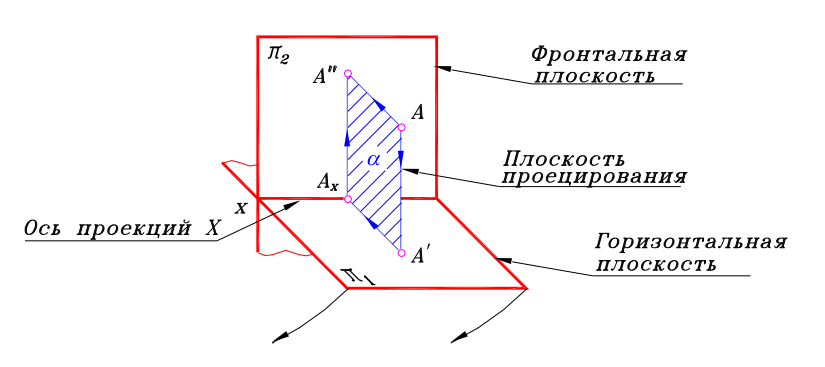 π₂
Фронтальная
плоскость
A'''
A
α
Плоскость
проецирования
Aₓ
x
Ось проекций X
A'
Горизонтальная
плоскость
π₁